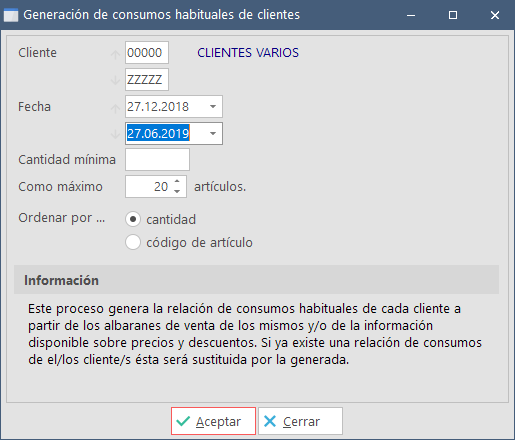 Generación de consumos habituales de clientes
Cliente 00000 CLIENTES VARIOS
ZZZZZ
Fecha 27.12.2018
27.06.2019
Cantidad mínima
Como máximo 20 artículos.
Ordenar por ... cantidad
código de artículo
Información
Este proceso genera la relación de consumos habituales de cada cliente a
partir de los albaranes de venta de los mismos y/o de la información
disponible sobre precios y descuentos. Si ya existe una relación de consumos
de el/los cliente/s ésta será sustituida por la generada.
Aceptar Cerrar